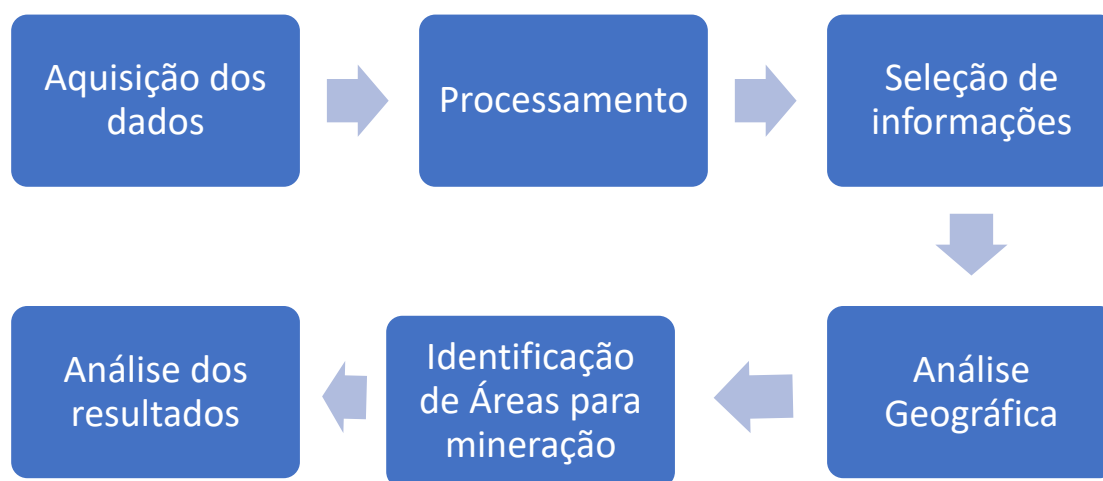 Aquisição dos
dados
Processamento
Seleção de
informações
Análise
Geográfica
Identificação
de Áreas para
mineração
Análise dos
resultados